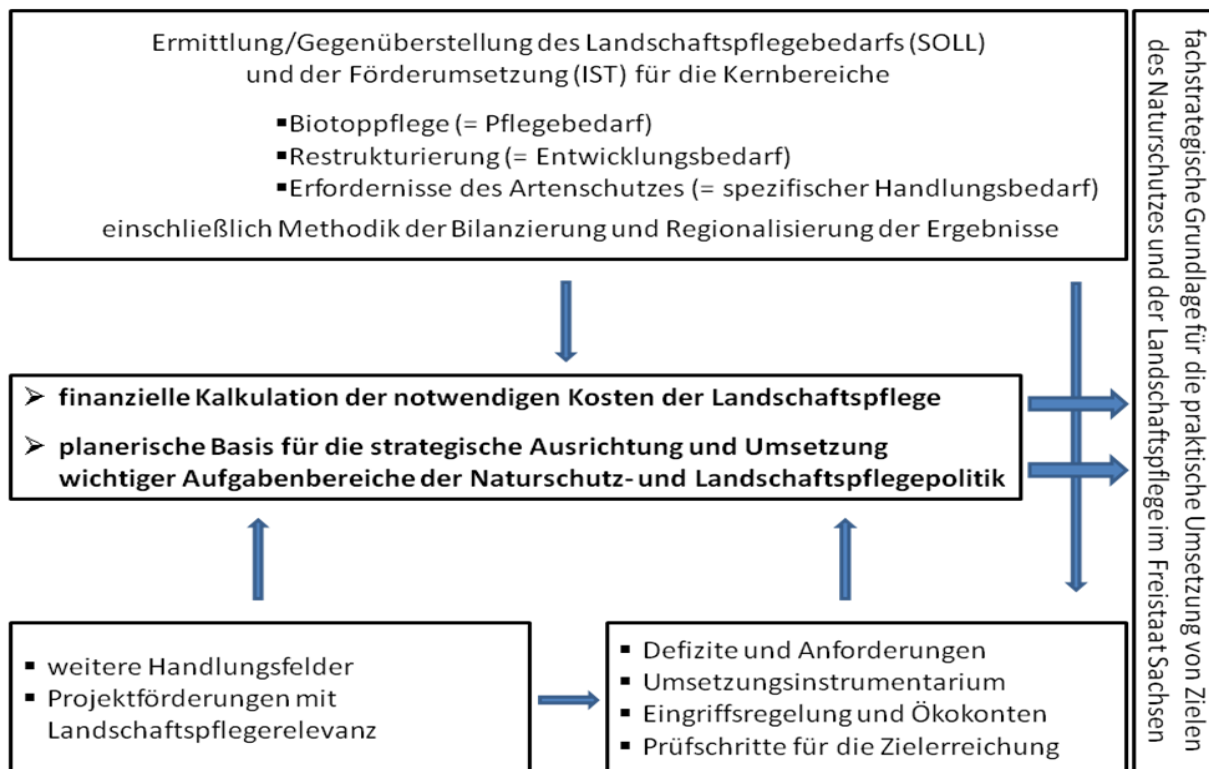 Ermittlung/Gegenüberstellung des Landschaftspflegebedarfs (SOLL)
und der Förderumsetzung (IST) für die Kernbereiche
▪Biotoppflege (= Pflegebedarf)
▪Restrukturierung (= Entwicklungsbedarf)
▪Erfordernisse des Artenschutzes (= spezifischer Handlungsbedarf)
einschließlich Methodik der Bilanzierung und Regionalisierung der Ergebnisse
➢ finanzielle Kalkulation der notwendigen Kosten der Landschaftspflege
➢ planerische Basis für die strategische Ausrichtung und Umsetzung
wichtiger Aufgabenbereiche der Naturschutz- und Landschaftspflegepolitik
▪ weitere Handlungsfelder
▪ Projektförderungen mit
Landschaftspflegerelevanz
▪ Defizite und Anforderungen
▪ Umsetzungsinstrumentarium
▪ Eingriffsregelung und Ökokonten
▪ Prüfschritte für die Zielerreichung
fachstrategische Grundlage für die praktische Umsetzung von Zielen
des Naturschutzes und der Landschaftspflege im Freistaat Sachsen